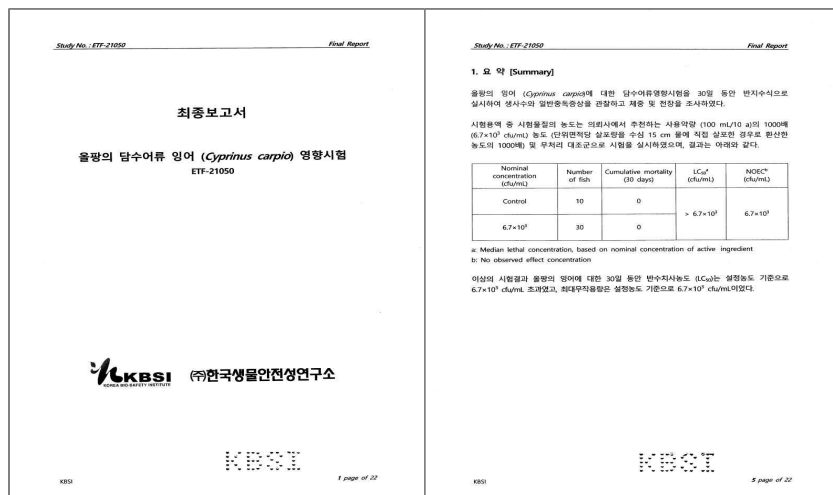 Study No. : ETF-21050
Final Report
최종보고서
올팡의 담수어류 잉어 (Cyprinus carpio) 영향시험
ETF-21050
KBSI
KOREA BIO-SAFETY INSTITUTE
(주)한국생물안전성연구소
KBSI
KBSI
1 page of 22
Study No. : ETF-21050
Final Report
1. 요 약 [Summary]
올팡의 잉어 (Cyprinus carpio)에 대한 담수어류영향시험을 30일 동안 반지수식으로
실시하여 생사수와 일반중독증상을 관찰하고 체중 및 전장을 조사하였다.
시험용액 중 시험물질의 농도는 의뢰사에서 추천하는 사용약량 (100 mL/10 a)의 1000배
(6.7×10³ cfu/mL) 농도 (단위면적당 살포량을 수심 15 cm 물에 직접 살포한 경우로 환산한
농도의 1000배) 및 무처리 대조군으로 시험을 실시하였으며, 결과는 아래와 같다.
Nominal concentration (cfu/mL)
Number of fish
Cumulative mortality (30 days)
LC₅₀ᵃ (cfu/mL)
NOECᵇ (cfu/mL)
Control
10
0
> 6.7×10³
6.7×10³
6.7×10³
30
0
a: Median lethal concentration, based on nominal concentration of active ingredient
b: No observed effect concentration
이상의 시험결과 올팡의 잉어에 대한 30일 동안 반수치사농도 (LC₅₀)는 설정농도 기준으로
6.7×10³ cfu/mL 초과였고, 최대무작용량은 설정농도 기준으로 6.7×10³ cfu/mL이었다.
KBSI
KBSI
5 page of 22